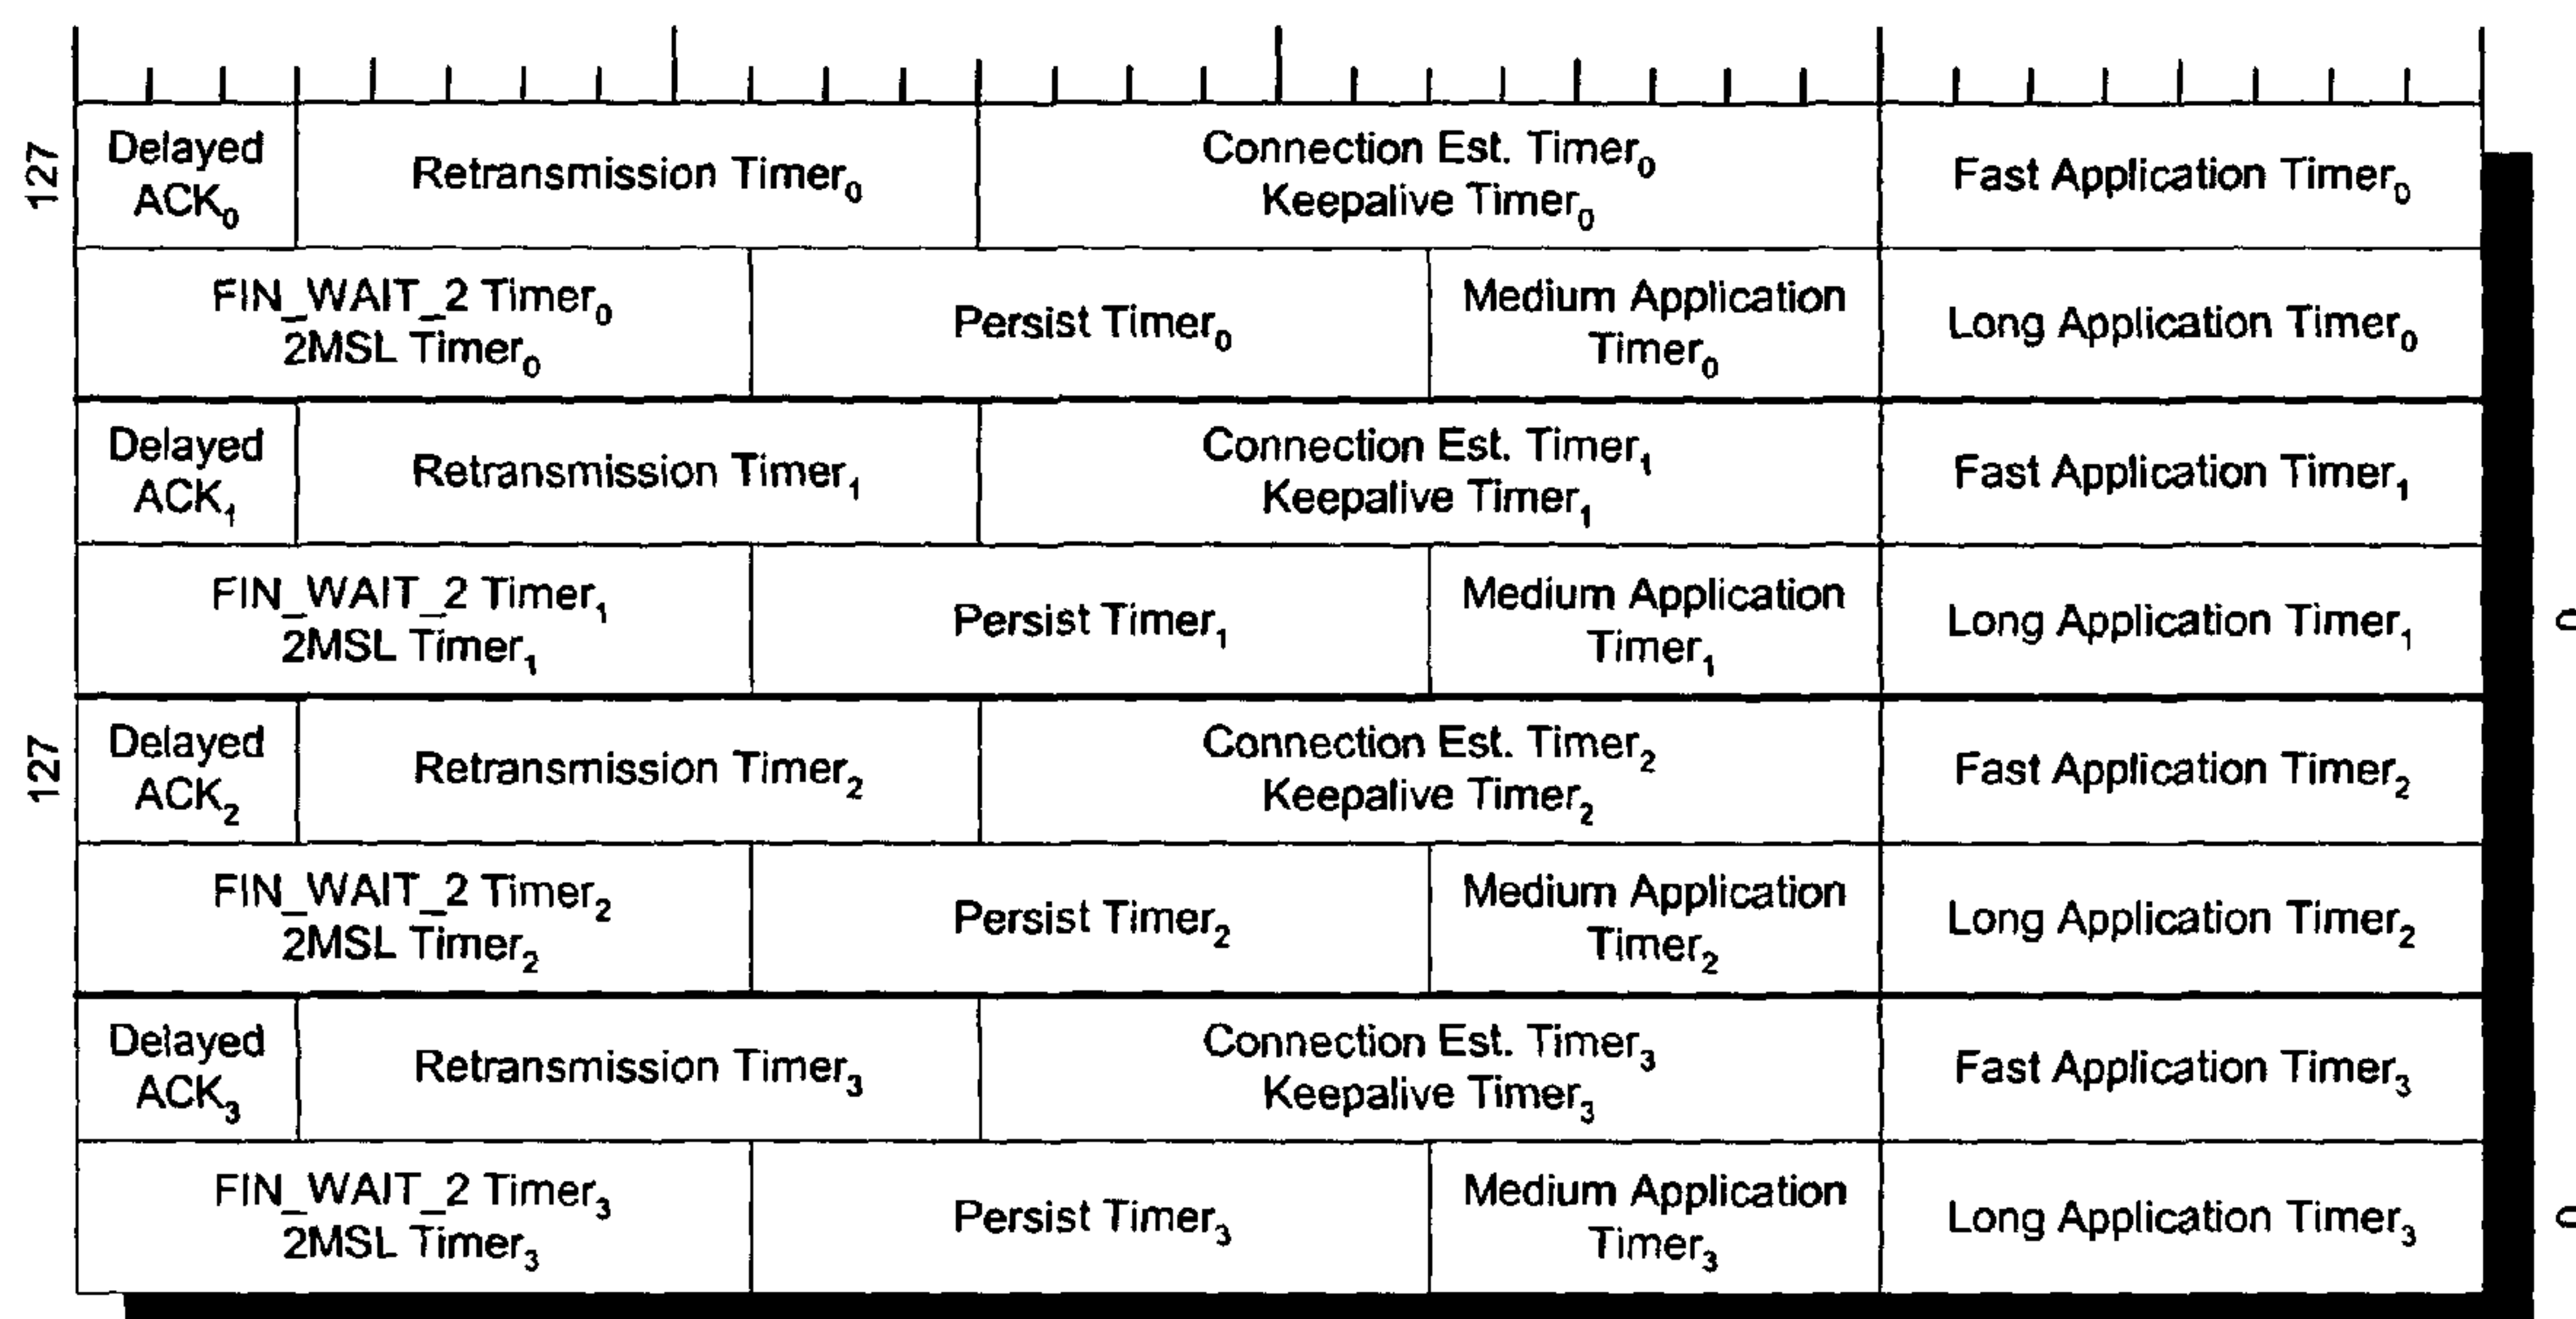 127
Delayed
ACK₀
Retransmission Timer₀
Connection Est. Timer₀
Keepalive Timer₀
Fast Application Timer₀
FIN_WAIT_2 Timer₀
2MSL Timer₀
Persist Timer₀
Medium Application
Timer₀
Long Application Timer₀
Delayed
ACK₁
Retransmission Timer₁
Connection Est. Timer₁
Keepalive Timer₁
Fast Application Timer₁
FIN_WAIT_2 Timer₁
2MSL Timer₁
Persist Timer₁
Medium Application
Timer₁
Long Application Timer₁
0
127
Delayed
ACK₂
Retransmission Timer₂
Connection Est. Timer₂
Keepalive Timer₂
Fast Application Timer₂
FIN_WAIT_2 Timer₂
2MSL Timer₂
Persist Timer₂
Medium Application
Timer₂
Long Application Timer₂
Delayed
ACK₃
Retransmission Timer₃
Connection Est. Timer₃
Keepalive Timer₃
Fast Application Timer₃
FIN_WAIT_2 Timer₃
2MSL Timer₃
Persist Timer₃
Medium Application
Timer₃
Long Application Timer₃
0